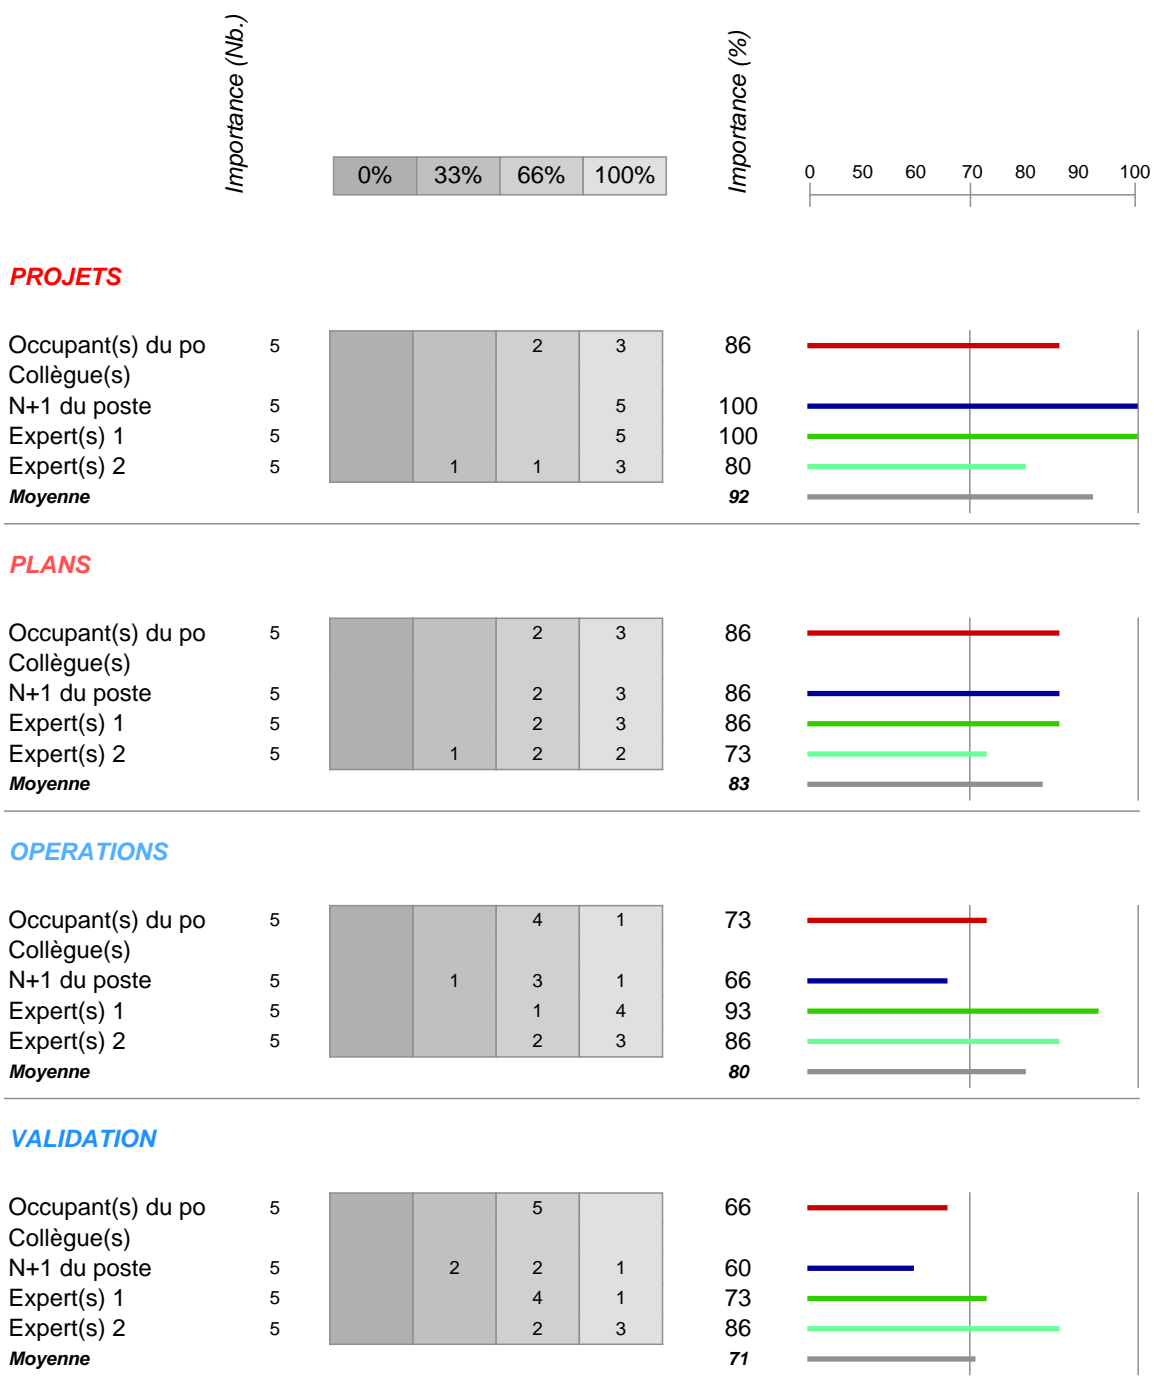 Importance (Nb.)
Importance (%)
0% 33% 66% 100%
0 50 60 70 80 90 100
PROJETS
Occupant(s) du po 5 2 3 86
Collègue(s)
N+1 du poste 5 5 100
Expert(s) 1 5 5 100
Expert(s) 2 5 1 1 3 80
Moyenne 92
PLANS
Occupant(s) du po 5 2 3 86
Collègue(s)
N+1 du poste 5 2 3 86
Expert(s) 1 5 2 3 86
Expert(s) 2 5 1 2 2 73
Moyenne 83
OPERATIONS
Occupant(s) du po 5 4 1 73
Collègue(s)
N+1 du poste 5 1 3 1 66
Expert(s) 1 5 1 4 93
Expert(s) 2 5 2 3 86
Moyenne 80
VALIDATION
Occupant(s) du po 5 5 66
Collègue(s)
N+1 du poste 5 2 2 1 60
Expert(s) 1 5 4 1 73
Expert(s) 2 5 2 3 86
Moyenne 71